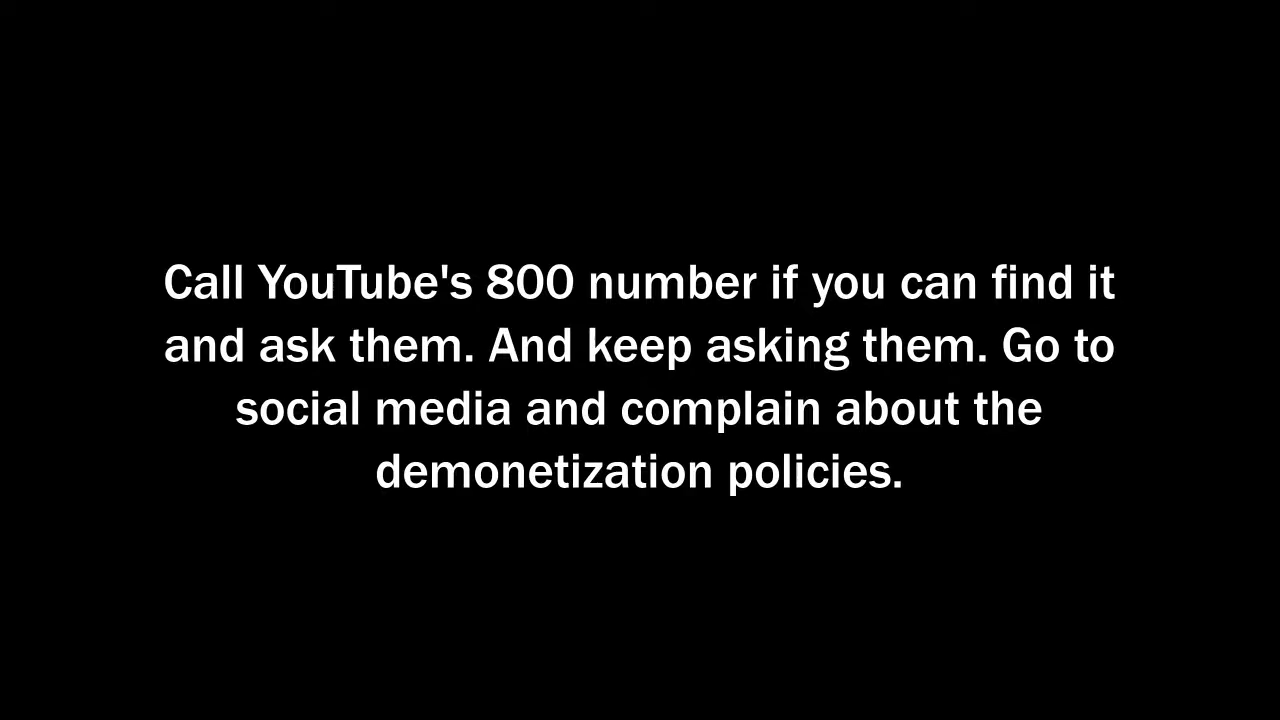 Call YouTube's 800 number if you can find it
and ask them. And keep asking them. Go to
social media and complain about the
demonetization policies.